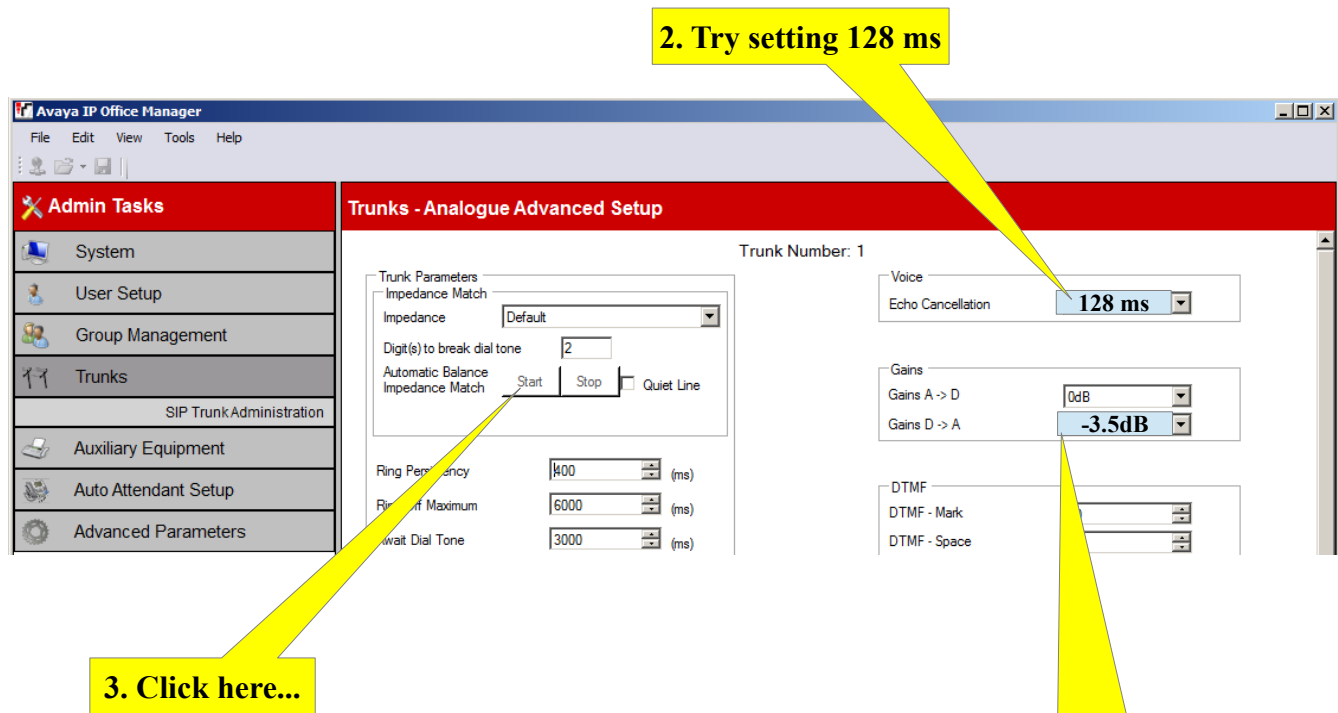 2. Try setting 128 ms
Avaya IP Office Manager
File Edit View Tools Help
Admin Tasks
Trunks - Analogue Advanced Setup
System
User Setup
Group Management
Trunks
SIP Trunk Administration
Auxiliary Equipment
Auto Attendant Setup
Advanced Parameters
Trunk Number: 1
Trunk Parameters
Impedance Match
Impedance Default
Digit(s) to break dial tone 2
Automatic Balance
Impedance Match Start Stop Quiet Line
Ring Persistency 400 (ms)
Maximum 6000 (ms)
Await Dial Tone 3000 (ms)
Voice
Echo Cancellation 128 ms
Gains
Gains A -> D 0dB
Gains D -> A -3.5dB
DTMF
DTMF - Mark
DTMF - Space
3. Click here...